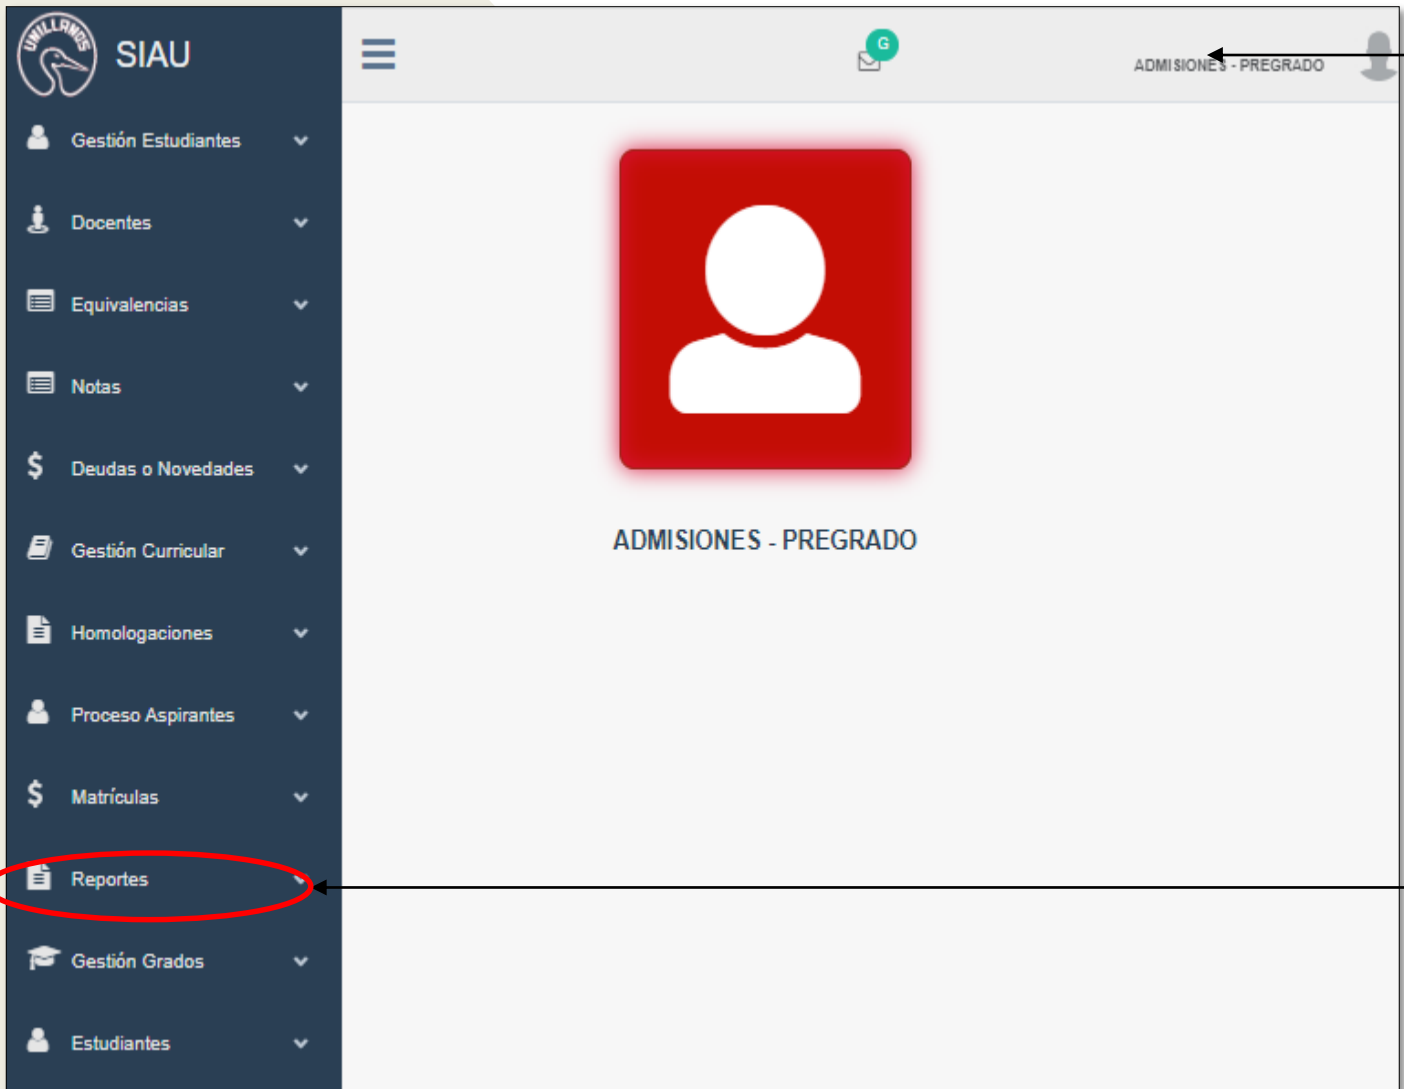 UNILLANOS
SIAU
G
ADMISIONES - PREGRADO
Gestión Estudiantes
Docentes
Equivalencias
Notas
Deudas o Novedades
Gestión Curricular
Homologaciones
Proceso Aspirantes
Matrículas
Reportes
Gestión Grados
Estudiantes
ADMISIONES - PREGRADO